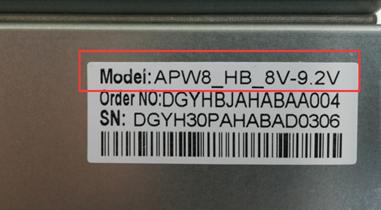 Model:APW8_HB_8V-9.2V
Order NO:DGYHBJAHABAA004
SN: DGYH30PAHABAD0306